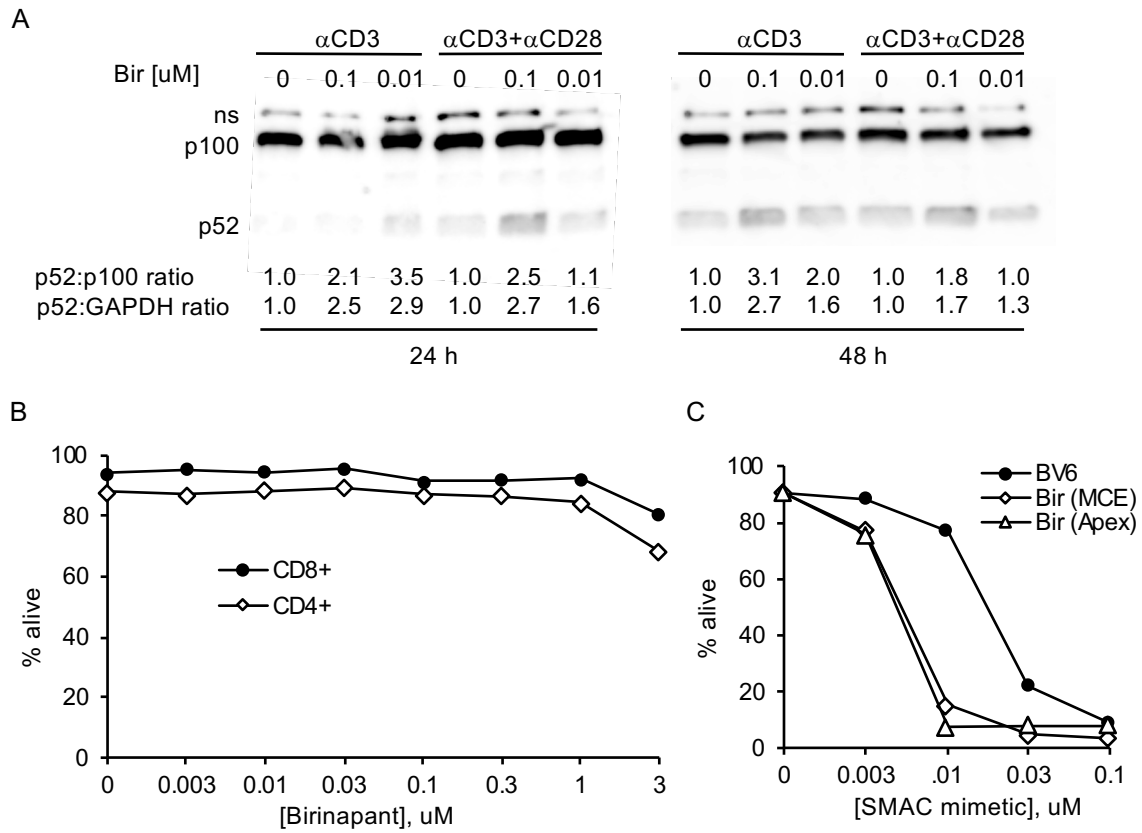 A
αCD3 αCD3+αCD28 αCD3 αCD3+αCD28
Bir [uM] 0 0.1 0.01 0 0.1 0.01 0 0.1 0.01 0 0.1 0.01
ns
p100
p52
p52:p100 ratio 1.0 2.1 3.5 1.0 2.5 1.1 1.0 3.1 2.0 1.0 1.8 1.0
p52:GAPDH ratio 1.0 2.5 2.9 1.0 2.7 1.6 1.0 2.7 1.6 1.0 1.7 1.3
24 h 48 h
B
% alive
100
80
60
40
20
0
CD8+
CD4+
0 0.003 0.01 0.03 0.1 0.3 1 3
[Birinapant], uM
C
% alive
100
80
60
40
20
0
BV6
Bir (MCE)
Bir (Apex)
0 0.003 .01 0.03 0.1
[SMAC mimetic], uM